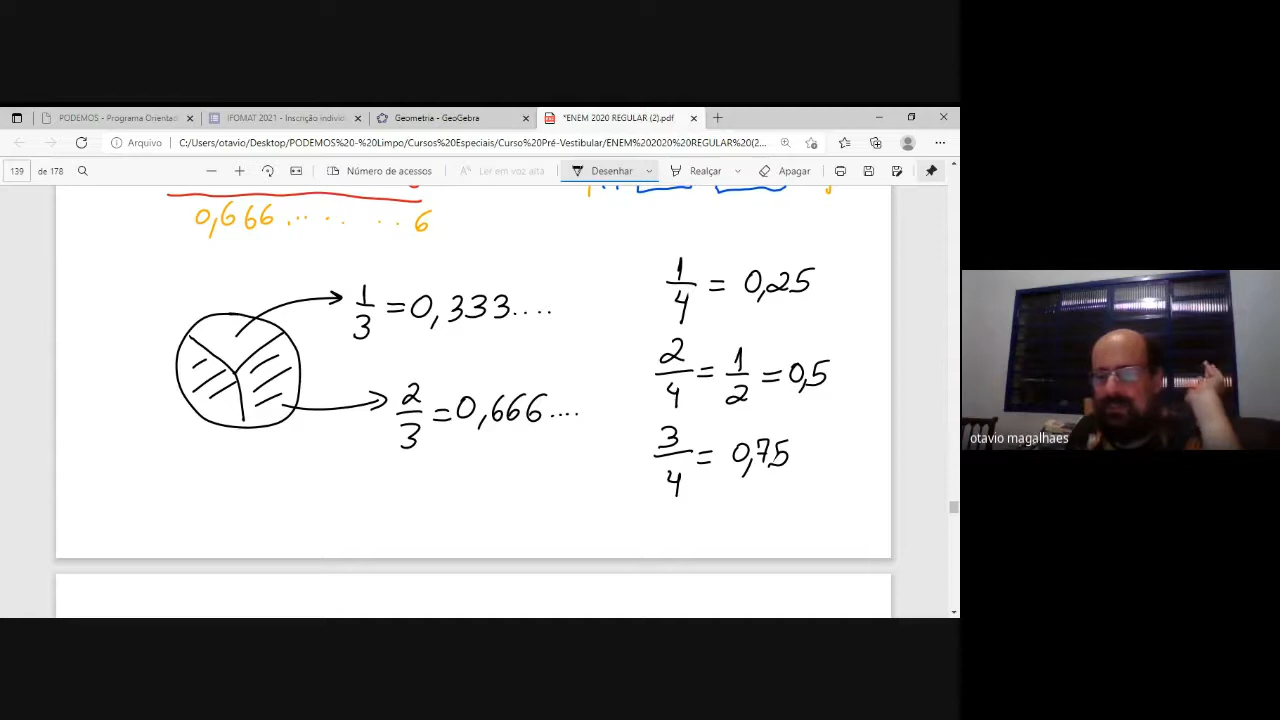 PODEMOS - Programa Orientad
IFOMAT 2021 - Inscrição individ
Geometria - GeoGebra
*ENEM 2020 REGULAR (2).pdf
Arquivo
C:/Users/otavio/Desktop/PODEMOS%20-%20Limpo/Cursos%20Especiais/Curso%20Pré-Vestibular/ENEM%202020%20REGULAR%20(2...
139 de 178
Número de acessos
Ler em voz alta
Desenhar
Realçar
Apagar
0,666... ... 6
1/3 = 0,333....
2/3 = 0,666....
1/4 = 0,25
2/4 = 1/2 = 0,5
3/4 = 0,75
otavio magalhaes